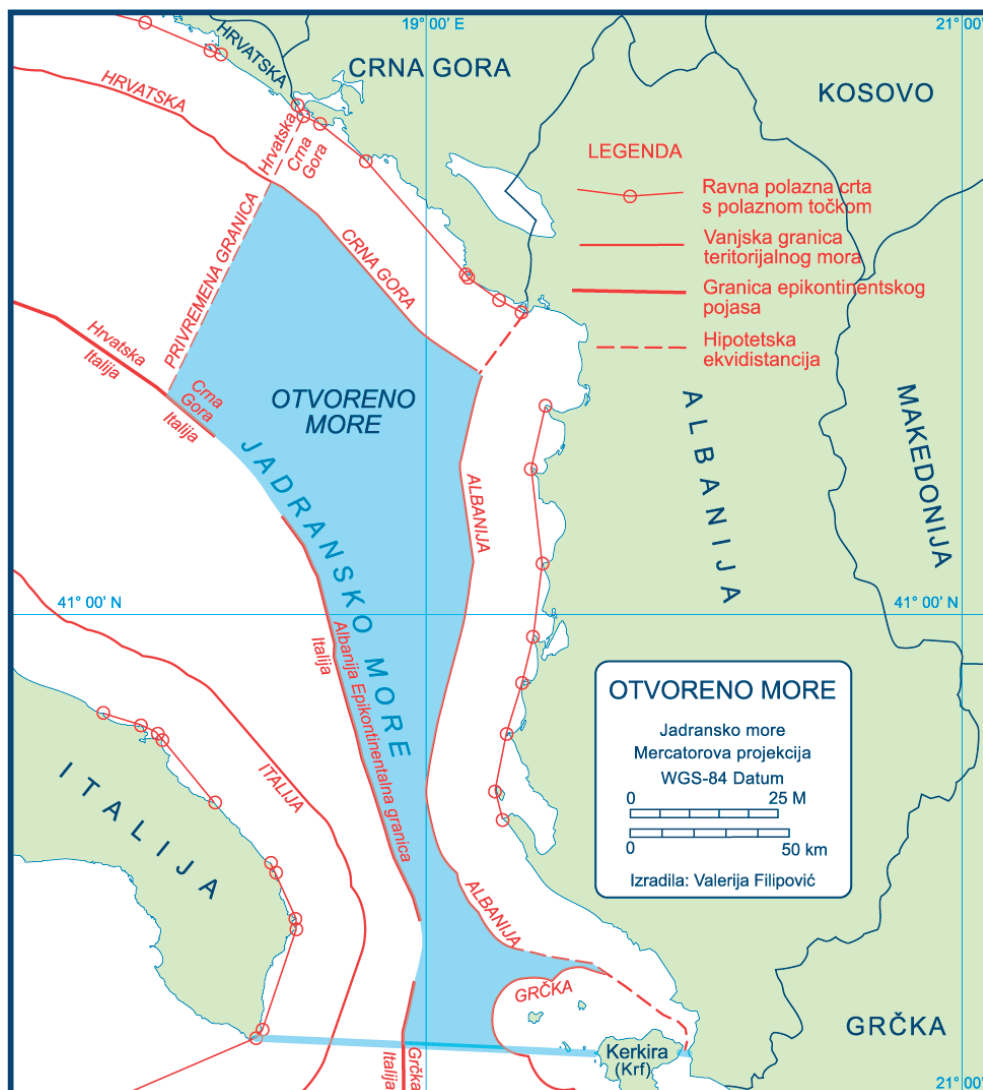 19° 00' E
21° 00'
HRVATSKA
CRNA GORA
KOSOVO
HRVATSKA
Hrvatska
Crna
Gora
LEGENDA
Ravna polazna crta
s polaznom točkom
Vanjska granica
teritorijalnog mora
Granica epikontinentskog
pojasa
Hipotetska
ekvidistancija
PRIVREMENA GRANICA
CRNA GORA
Hrvatska
Italija
Crna
Gora
Italija
OTVORENO
MORE
JADRANSKO MORE
ALBANIJA
ALBANIJA
MAKEDONIJA
41° 00' N
41° 00' N
Italija
Albanija Epikontinentalna granica
ITALIJA
ITALIJA
ALBANIJA
OTVORENO MORE
Jadransko more
Mercatorova projekcija
WGS-84 Datum
0 25 M
0 50 km
Izradila: Valerija Filipović
GRČKA
GRČKA
Kerkira
(Krf)
Italija
Grčka
21° 00'